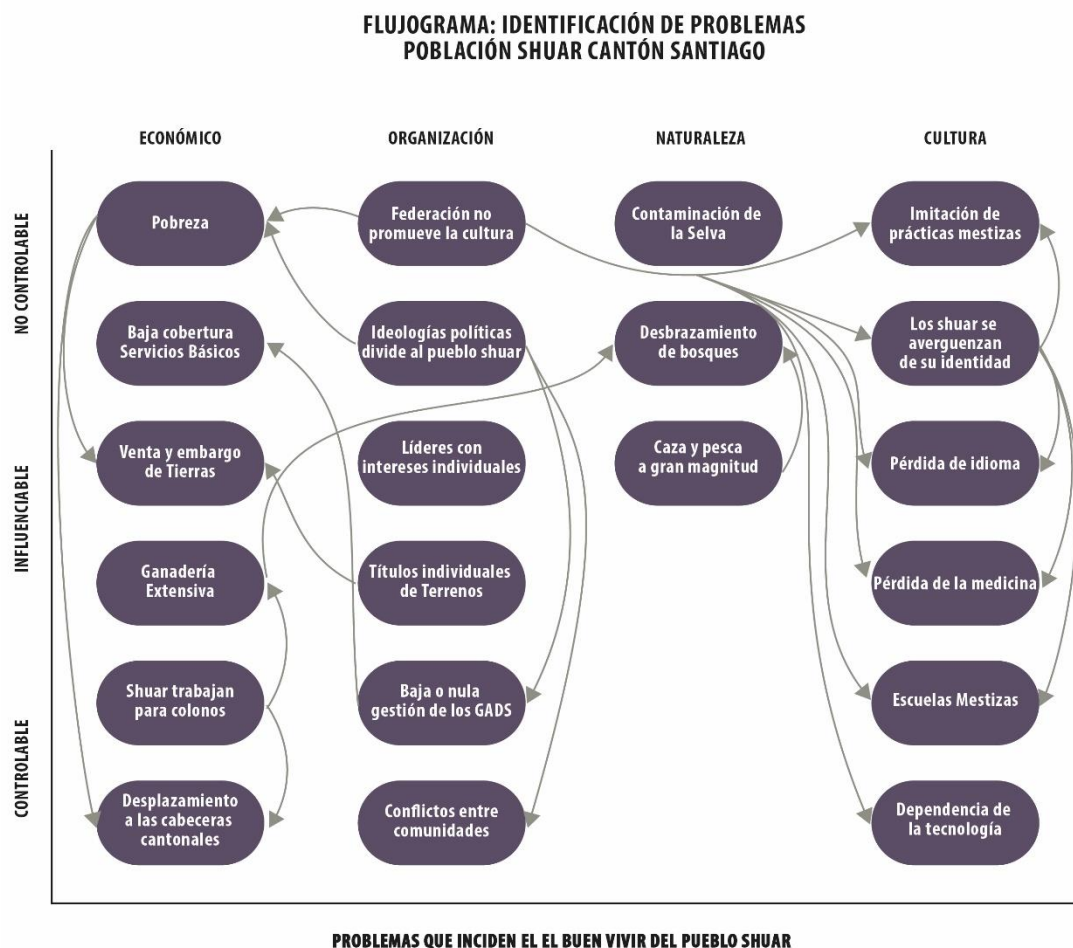 FLUJOGRAMA: IDENTIFICACIÓN DE PROBLEMAS
POBLACIÓN SHUAR CANTÓN SANTIAGO
ECONÓMICO
ORGANIZACIÓN
NATURALEZA
CULTURA
NO CONTROLABLE
INFLUENCIABLE
CONTROLABLE
Pobreza
Baja cobertura
Servicios Básicos
Venta y embargo
de Tierras
Ganadería
Extensiva
Shuar trabajan
para colonos
Desplazamiento
a las cabeceras
cantonales
Federación no
promueve la cultura
Ideologías políticas
divide al pueblo shuar
Líderes con
intereses individuales
Títulos individuales
de Terrenos
Baja o nula
gestión de los GADS
Conflictos entre
comunidades
Contaminación de
la Selva
Desbrazamiento
de bosques
Caza y pesca
a gran magnitud
Imitación de
prácticas mestizas
Los shuar se
averguenzan
de su identidad
Pérdida de idioma
Pérdida de la medicina
Escuelas Mestizas
Dependencia de
la tecnología
PROBLEMAS QUE INCIDEN EL EL BUEN VIVIR DEL PUEBLO SHUAR